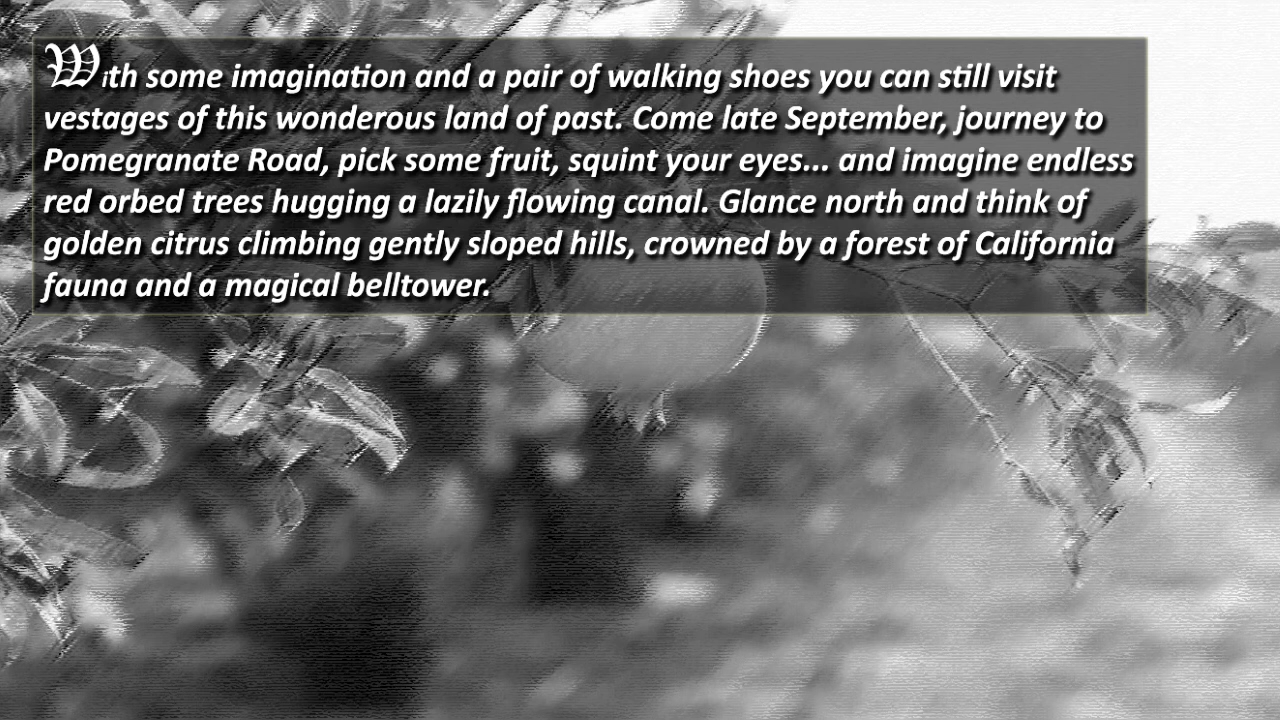 With some imagination and a pair of walking shoes you can still visit
vestages of this wonderous land of past. Come late September, journey to
Pomegranate Road, pick some fruit, squint your eyes... and imagine endless
red orbed trees hugging a lazily flowing canal. Glance north and think of
golden citrus climbing gently sloped hills, crowned by a forest of California
fauna and a magical belltower.